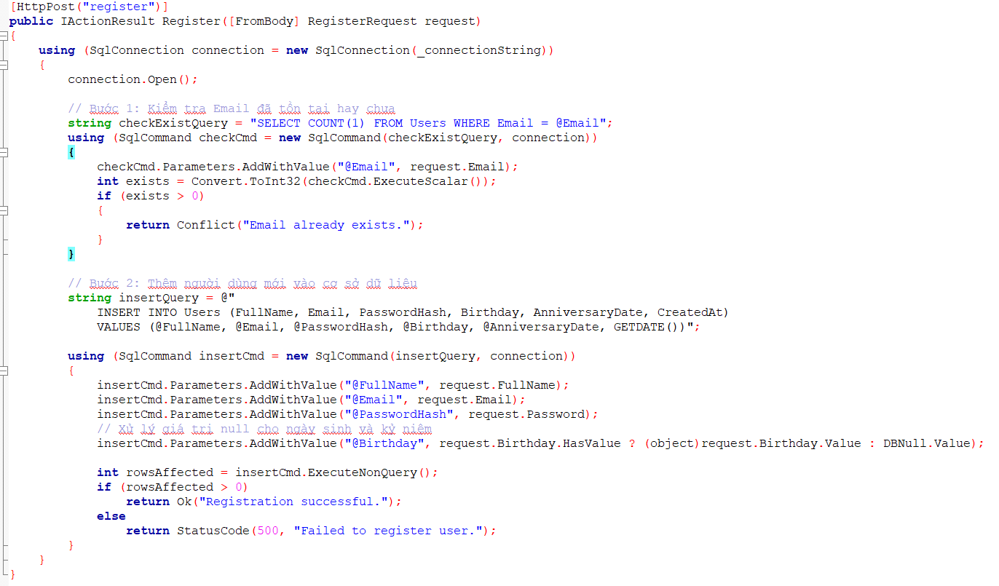 [HttpPost("register")]
public IActionResult Register([FromBody] RegisterRequest request)
{
    using (SqlConnection connection = new SqlConnection(_connectionString))
    {
        connection.Open();

        // Bước 1: Kiểm tra Email đã tồn tại hay chưa
        string checkExistQuery = "SELECT COUNT(1) FROM Users WHERE Email = @Email";
        using (SqlCommand checkCmd = new SqlCommand(checkExistQuery, connection))
        {
            checkCmd.Parameters.AddWithValue("@Email", request.Email);
            int exists = Convert.ToInt32(checkCmd.ExecuteScalar());
            if (exists > 0)
            {
                return Conflict("Email already exists.");
            }
        }

        // Bước 2: Thêm người dùng mới vào cơ sở dữ liệu
        string insertQuery = @"
            INSERT INTO Users (FullName, Email, PasswordHash, Birthday, AnniversaryDate, CreatedAt)
            VALUES (@FullName, @Email, @PasswordHash, @Birthday, @AnniversaryDate, GETDATE())";

        using (SqlCommand insertCmd = new SqlCommand(insertQuery, connection))
        {
            insertCmd.Parameters.AddWithValue("@FullName", request.FullName);
            insertCmd.Parameters.AddWithValue("@Email", request.Email);
            insertCmd.Parameters.AddWithValue("@PasswordHash", request.Password);
            // Xử lý giá trị null cho ngày sinh và kỷ niệm
            insertCmd.Parameters.AddWithValue("@Birthday", request.Birthday.HasValue ? (object)request.Birthday.Value : DBNull.Value);

            int rowsAffected = insertCmd.ExecuteNonQuery();
            if (rowsAffected > 0)
                return Ok("Registration successful.");
            else
                return StatusCode(500, "Failed to register user.");
        }
    }
}